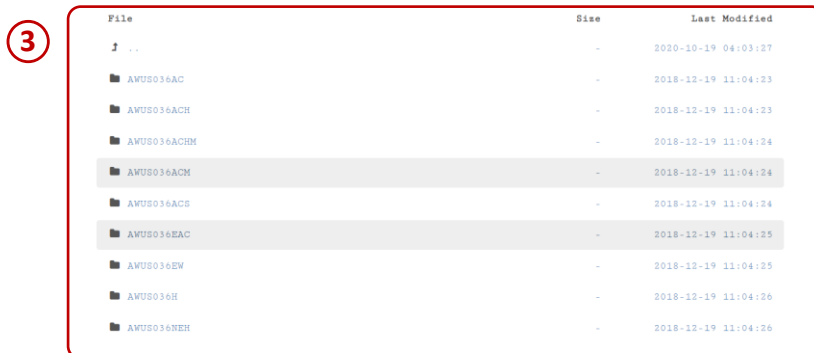 3
File Size Last Modified
.. - 2020-10-19 04:03:27
AWUS036AC - 2018-12-19 11:04:23
AWUS036ACH - 2018-12-19 11:04:23
AWUS036ACHM - 2018-12-19 11:04:24
AWUS036ACM - 2018-12-19 11:04:24
AWUS036ACS - 2018-12-19 11:04:24
AWUS036EAC - 2018-12-19 11:04:25
AWUS036EW - 2018-12-19 11:04:25
AWUS036H - 2018-12-19 11:04:26
AWUS036NEH - 2018-12-19 11:04:26